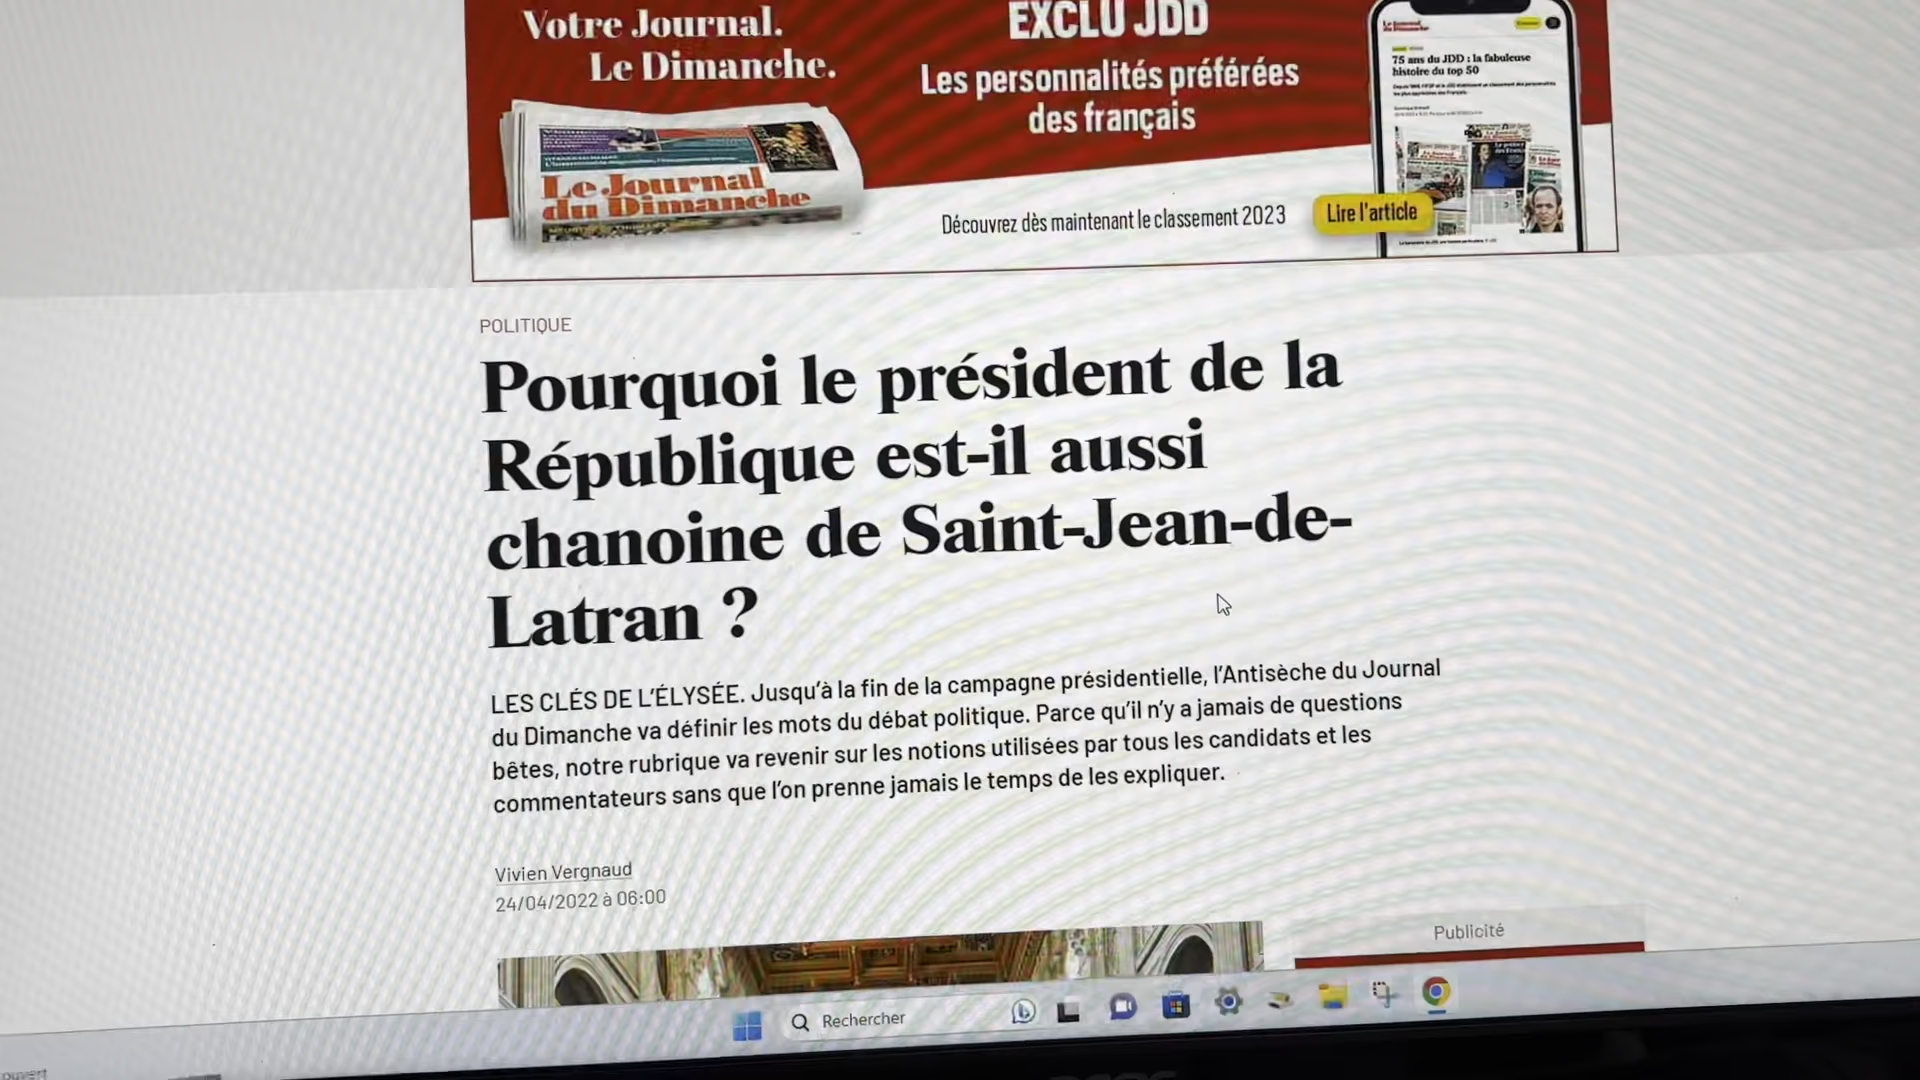 Votre Journal.
Le Dimanche.
EXCLU JDD
Les personnalités préférées
des français
Le Journal
du Dimanche
Découvrez dès maintenant le classement 2023
Lire l'article
Le Journal
du Dimanche
75 ans du JDD : la fabuleuse
histoire du top 50
POLITIQUE
Pourquoi le président de la
République est-il aussi
chanoine de Saint-Jean-de-
Latran ?
LES CLÉS DE L'ÉLYSÉE. Jusqu'à la fin de la campagne présidentielle, l'Antisèche du Journal
du Dimanche va définir les mots du débat politique. Parce qu'il n'y a jamais de questions
bêtes, notre rubrique va revenir sur les notions utilisées par tous les candidats et les
commentateurs sans que l'on prenne jamais le temps de les expliquer.
Vivien Vergnaud
24/04/2022 à 06:00
Publicité
Rechercher